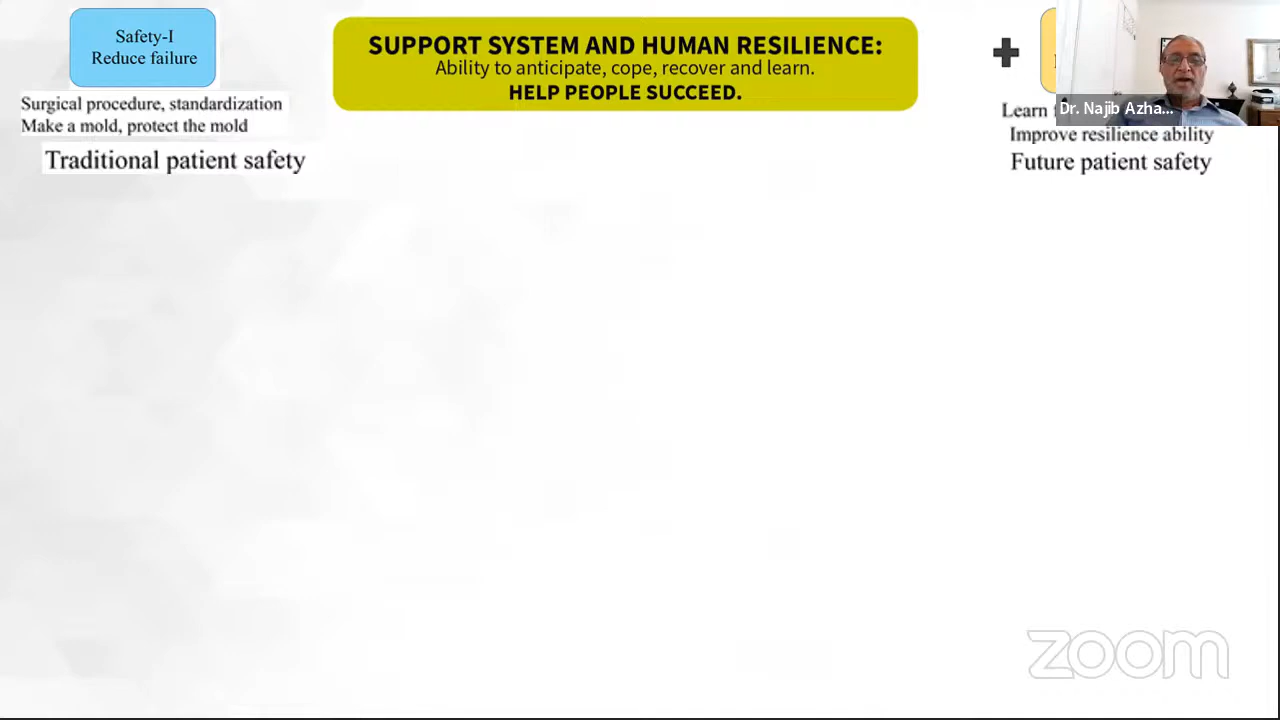 Safety-I
Reduce failure
Surgical procedure, standardization
Make a mold, protect the mold
Traditional patient safety
SUPPORT SYSTEM AND HUMAN RESILIENCE:
Ability to anticipate, cope, recover and learn.
HELP PEOPLE SUCCEED.
Learn
Improve resilience ability
Future patient safety
Dr. Najib Azha...
zoom